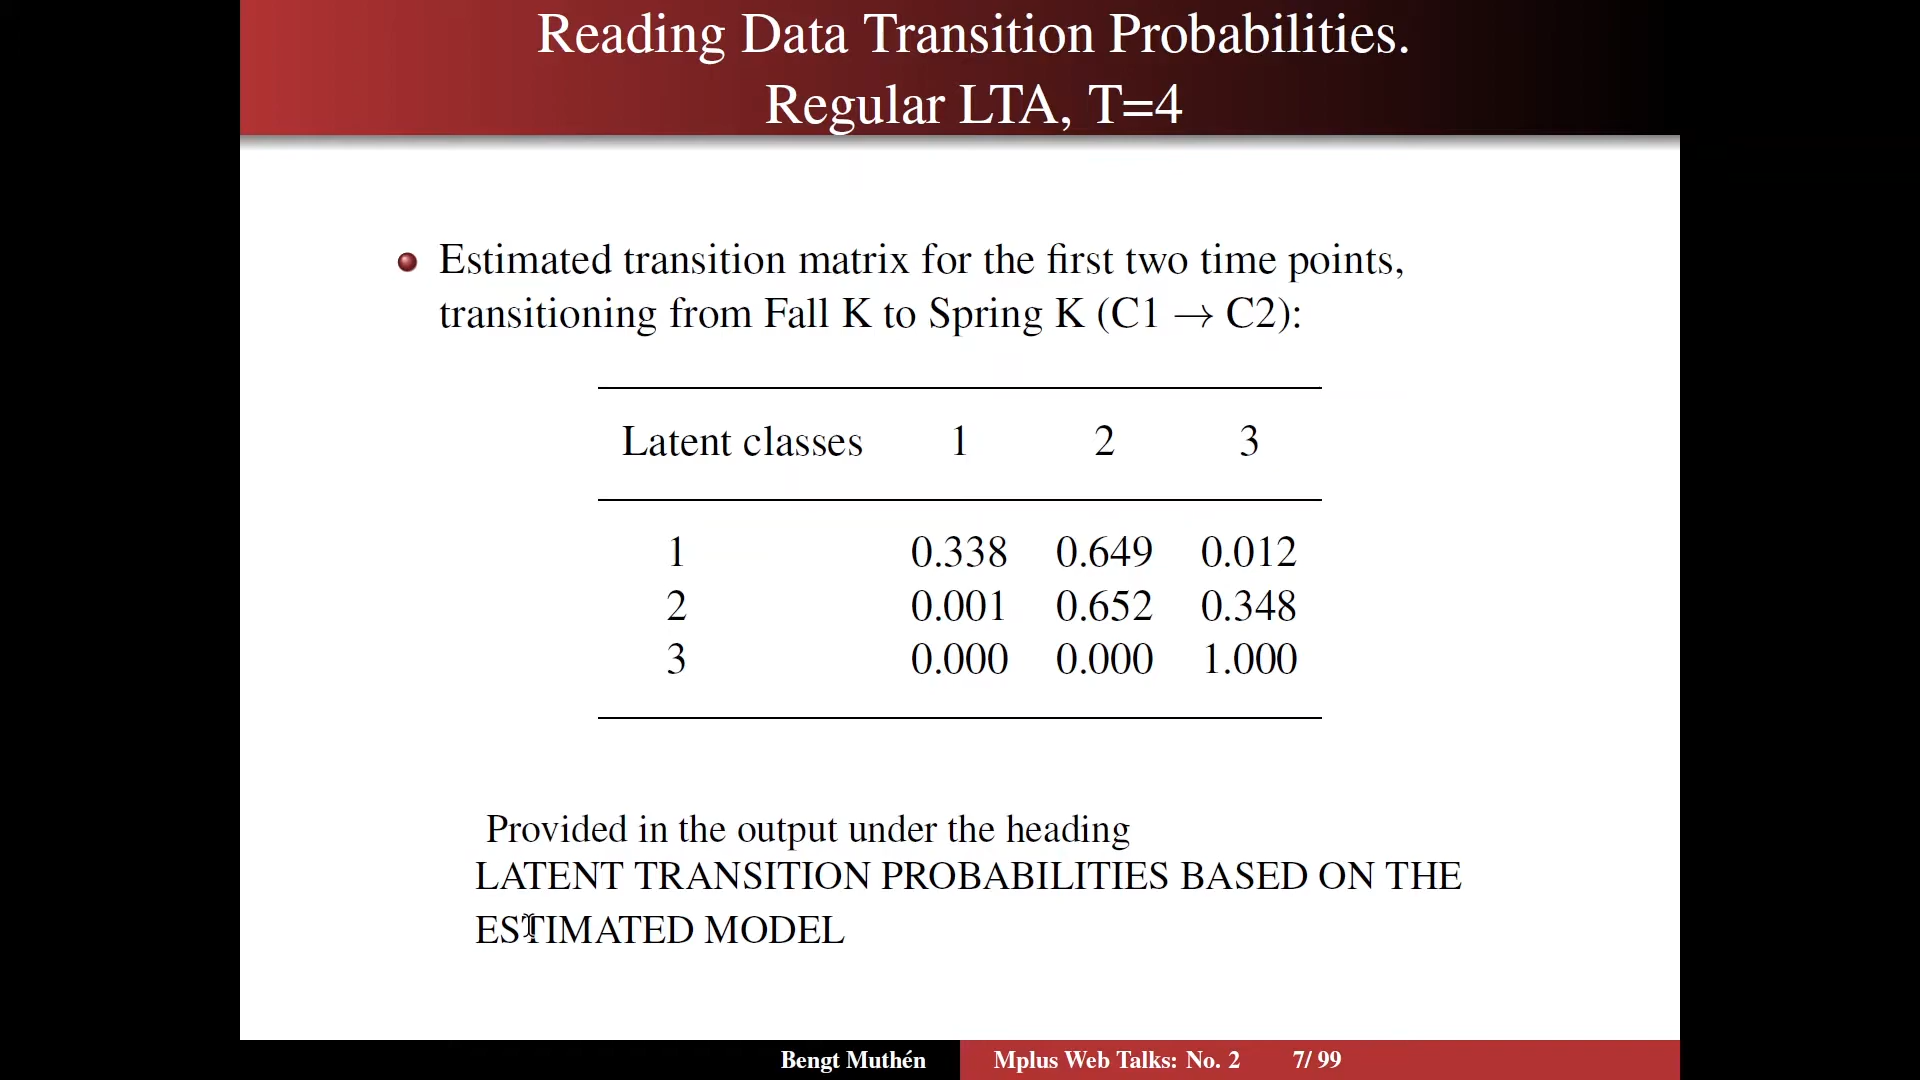 Reading Data Transition Probabilities.
Regular LTA, T=4
Estimated transition matrix for the first two time points,
transitioning from Fall K to Spring K (C1 → C2):
Latent classes 1 2 3
1 0.338 0.649 0.012
2 0.001 0.652 0.348
3 0.000 0.000 1.000
Provided in the output under the heading
LATENT TRANSITION PROBABILITIES BASED ON THE
ESTIMATED MODEL
Bengt Muthén Mplus Web Talks: No. 2 7/ 99